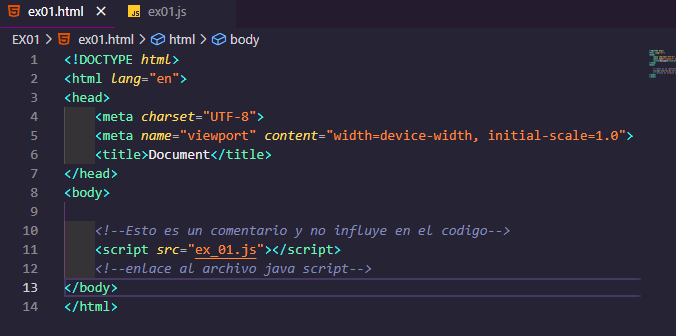 ex01.html × JS ex01.js
EX01 > ex01.html > html > body
1 <!DOCTYPE html>
2 <html lang="en">
3 <head>
4     <meta charset="UTF-8">
5     <meta name="viewport" content="width=device-width, initial-scale=1.0">
6     <title>Document</title>
7 </head>
8 <body>
9
10     <!--Esto es un comentario y no influye en el codigo-->
11     <script src="ex_01.js"></script>
12     <!--enlace al archivo java script-->
13 </body>
14 </html>